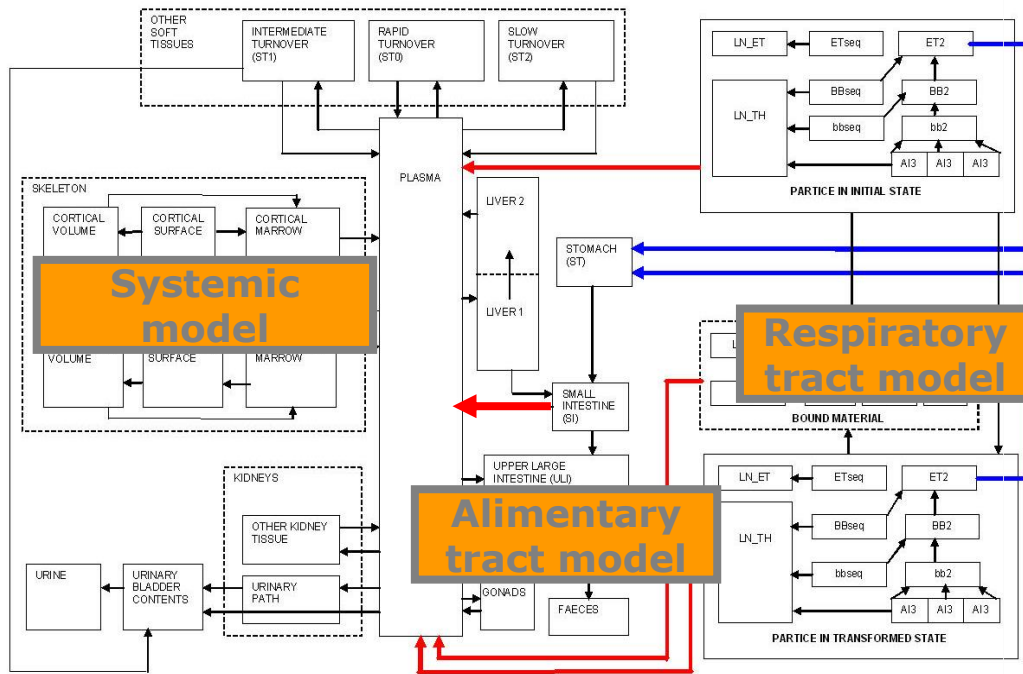 OTHER
SOFT
TISSUES
INTERMEDIATE
TURNOVER
(ST1)
RAPID
TURNOVER
(ST0)
SLOW
TURNOVER
(ST2)
PLASMA
SKELETON
CORTICAL
VOLUME
CORTICAL
SURFACE
CORTICAL
MARROW
Systemic
model
VOLUME
SURFACE
MARROW
LIVER 2
LIVER 1
STOMACH
(ST)
SMALL
INTESTINE
(SI)
UPPER LARGE
INTESTINE (ULI)
Alimentary
tract model
GONADS
FAECES
KIDNEYS
OTHER KIDNEY
TISSUE
URINARY
PATH
URINARY
BLADDER
CONTENTS
URINE
LN_ET
ETseq
ET2
LN_TH
BBseq
BB2
bbseq
bb2
AI3
AI3
AI3
PARTICE IN INITIAL STATE
Respiratory
tract model
BOUND MATERIAL
LN_ET
ETseq
ET2
LN_TH
BBseq
BB2
bbseq
bb2
AI3
AI3
AI3
PARTICE IN TRANSFORMED STATE